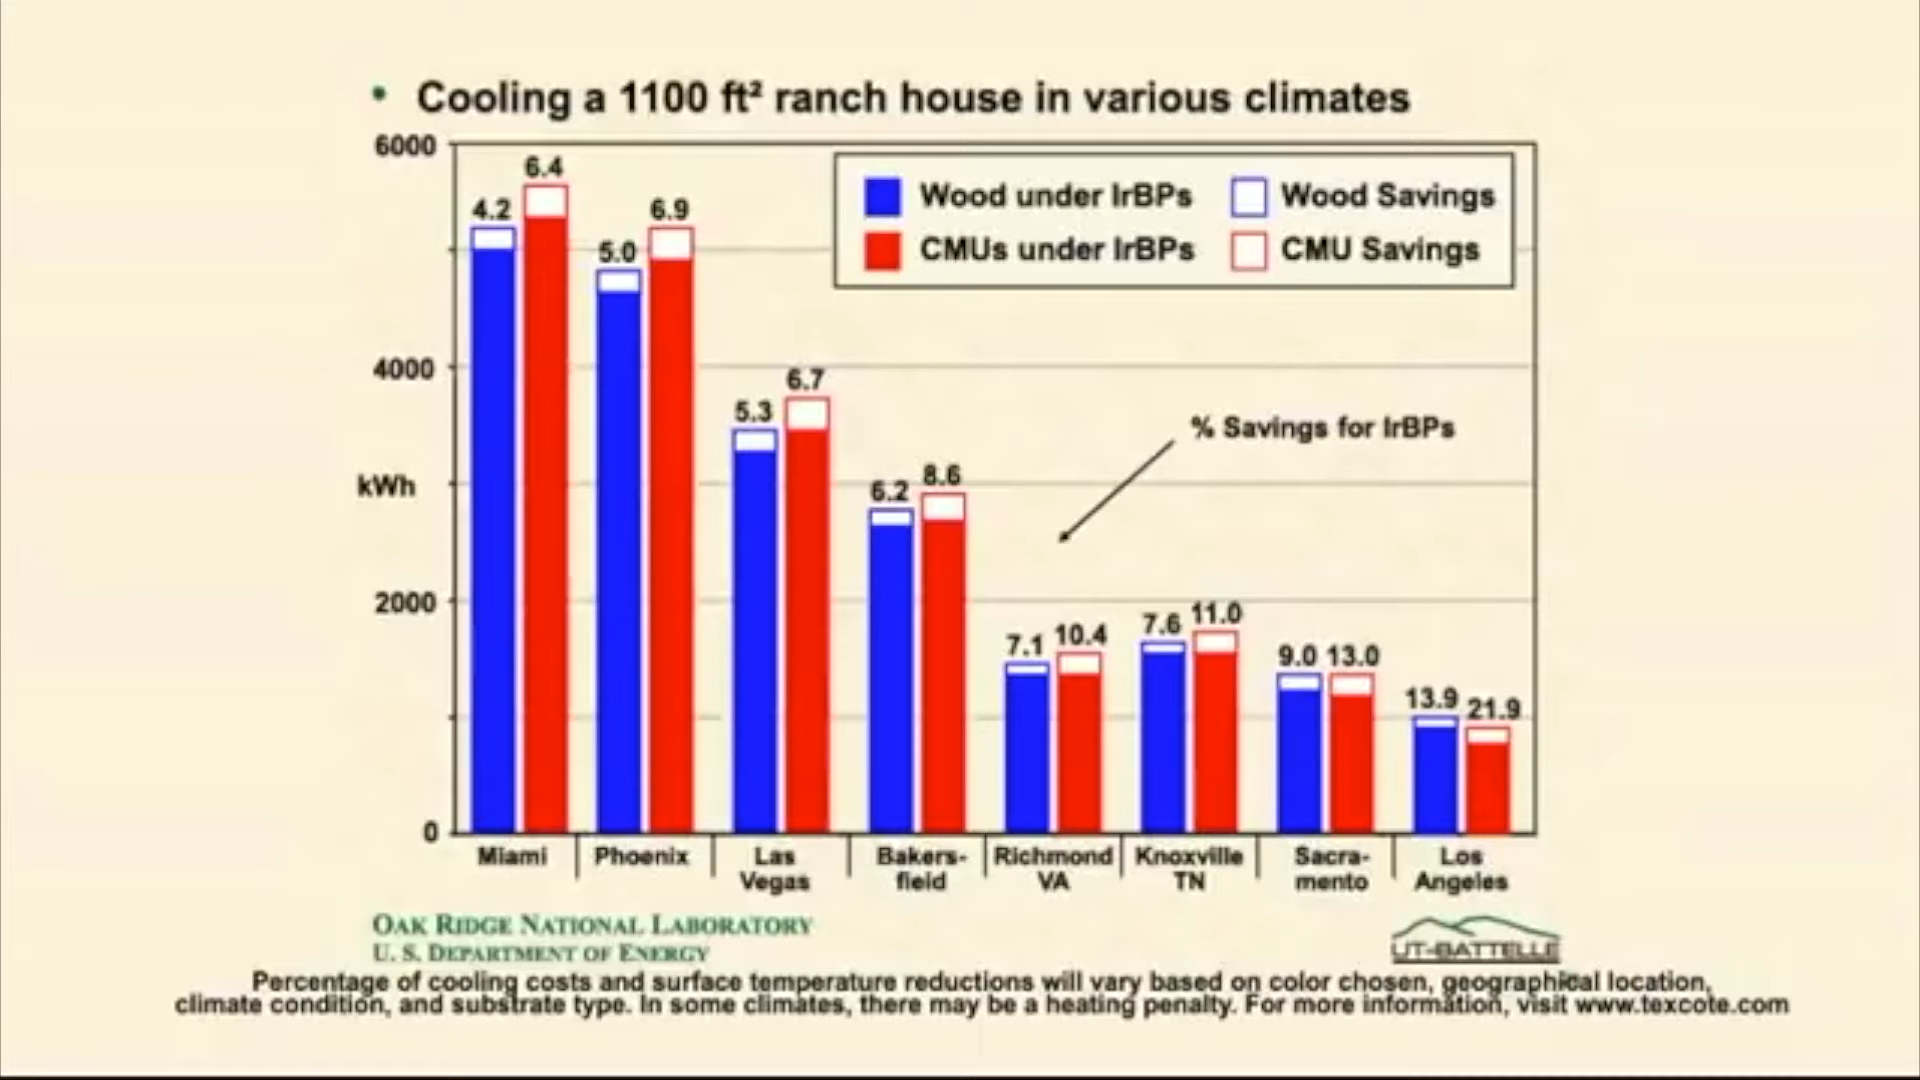 • Cooling a 1100 ft² ranch house in various climates
6000
4000
kWh
2000
0
Wood under IrBPs
Wood Savings
CMUs under IrBPs
CMU Savings
4.2
6.4
5.0
6.9
5.3
6.7
6.2
8.6
7.1
10.4
7.6
11.0
9.0
13.0
13.9
21.9
% Savings for IrBPs
Miami
Phoenix
Las
Vegas
Bakers-
field
Richmond
VA
Knoxville
TN
Sacra-
mento
Los
Angeles
OAK RIDGE NATIONAL LABORATORY
U. S. DEPARTMENT OF ENERGY
UT-BATTELLE
Percentage of cooling costs and surface temperature reductions will vary based on color chosen, geographical location,
climate condition, and substrate type. In some climates, there may be a heating penalty. For more information, visit www.texcote.com